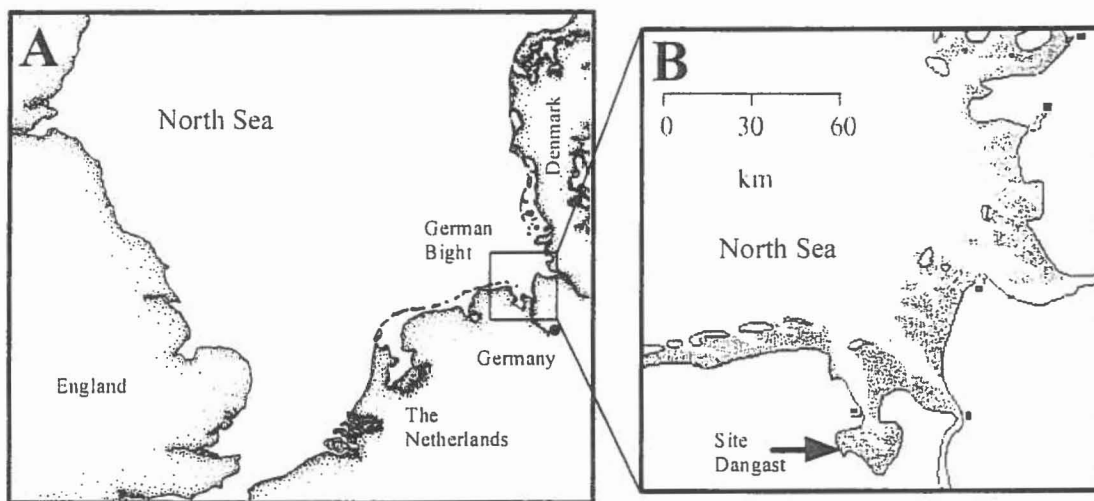 A
North Sea
Denmark
German
Bight
Germany
England
The
Netherlands
B
0 30 60
km
North Sea
Site
Dangast